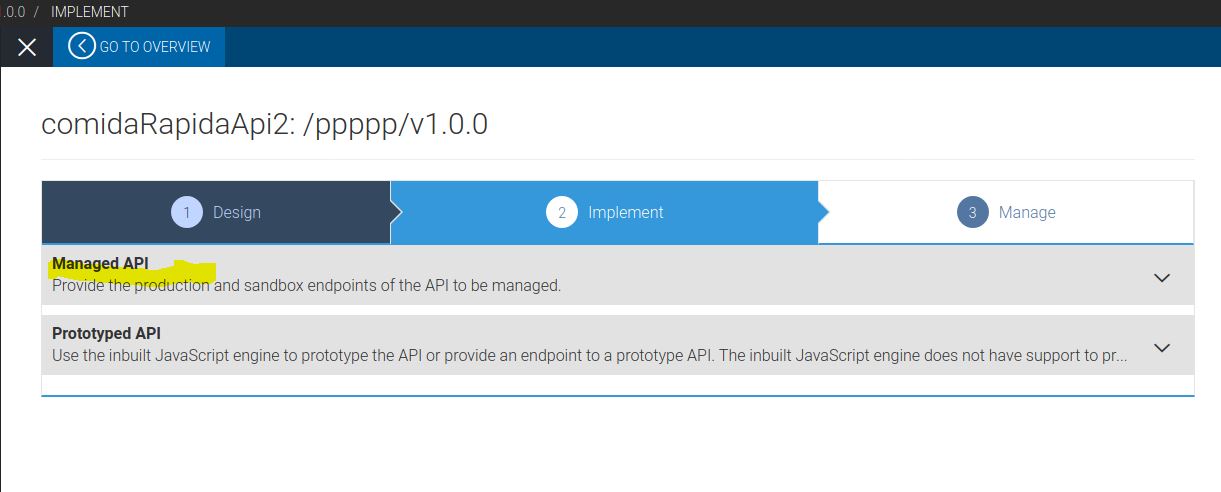 .0.0 / IMPLEMENT
GO TO OVERVIEW
comidaRapidaApi2: /ppppp/v1.0.0
1 Design 2 Implement 3 Manage
Managed API
Provide the production and sandbox endpoints of the API to be managed.
Prototyped API
Use the inbuilt JavaScript engine to prototype the API or provide an endpoint to a prototype API. The inbuilt JavaScript engine does not have support to pr...